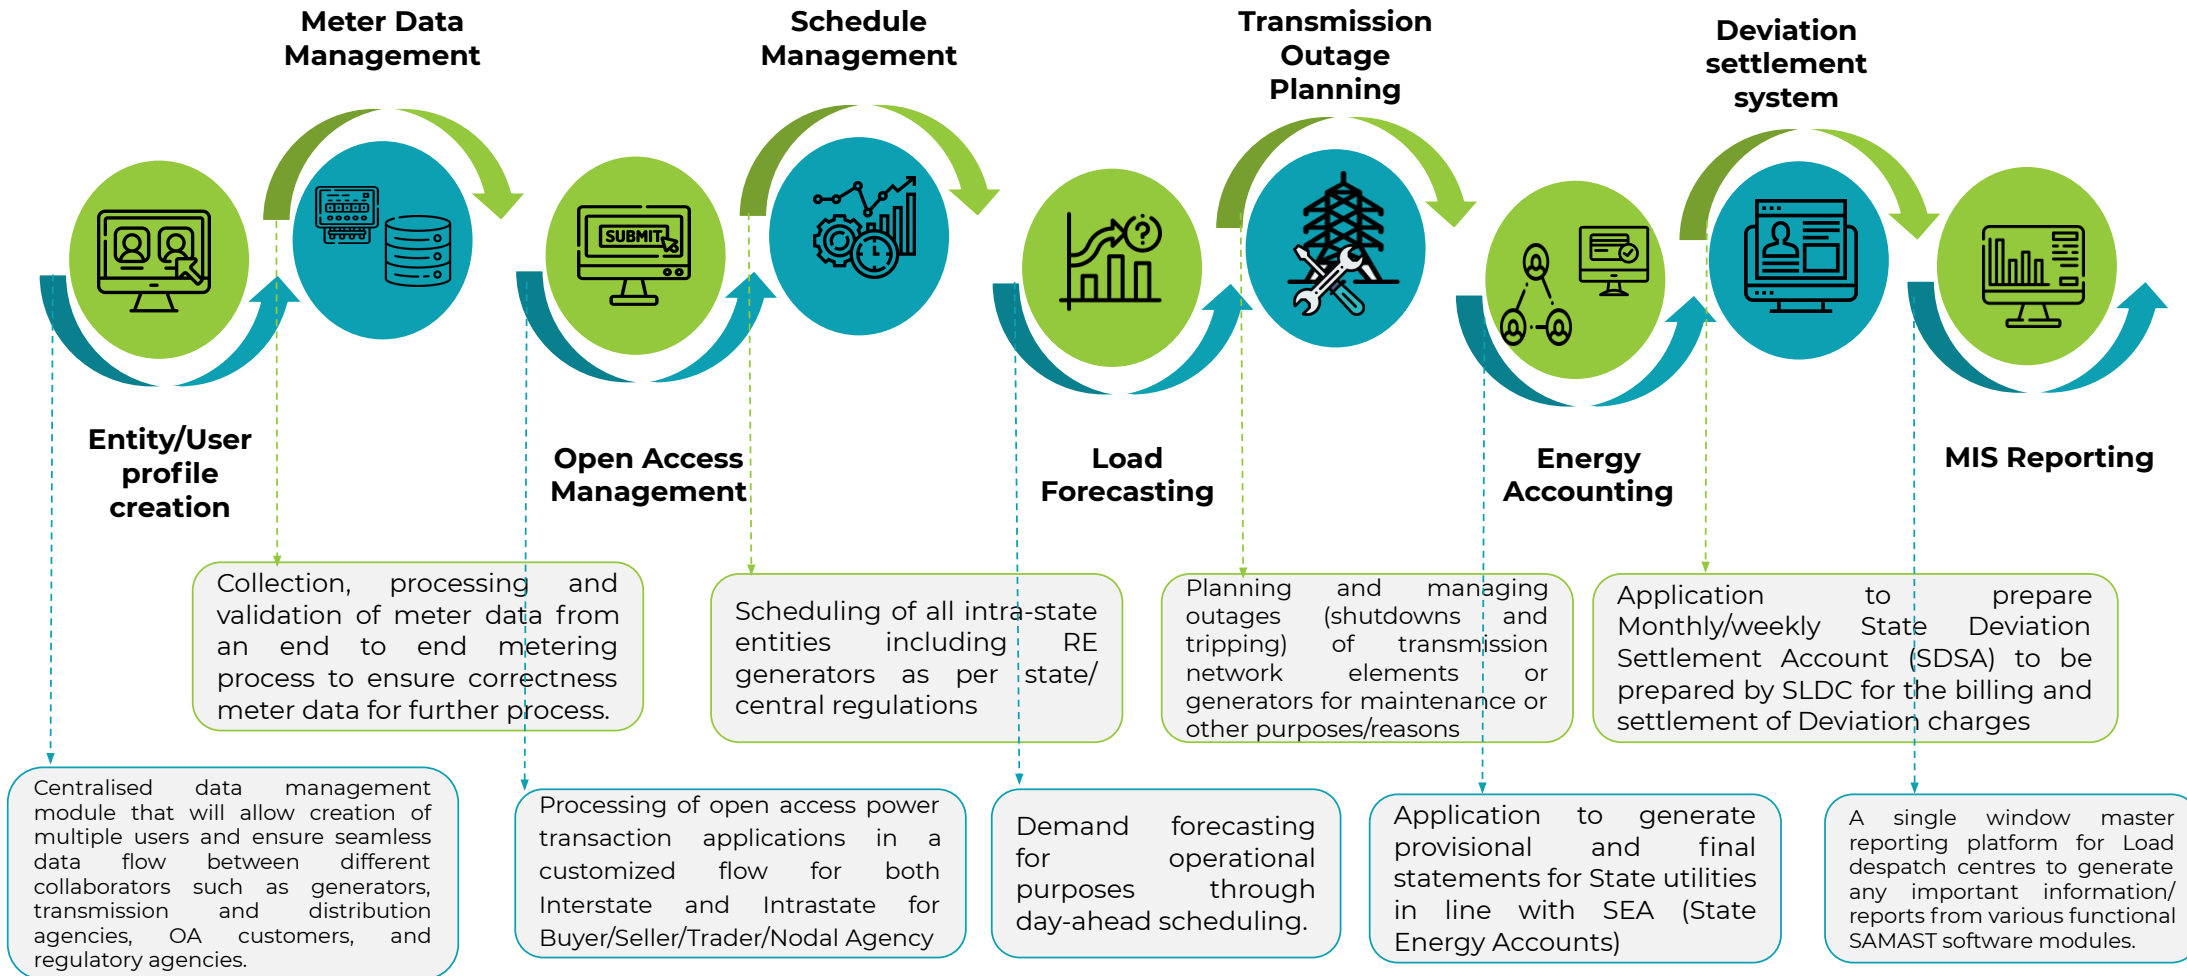 Meter Data
Management
Schedule
Management
Transmission
Outage
Planning
Deviation
settlement
system
SUBMIT
Entity/User
profile
creation
Open Access
Management
Load
Forecasting
Energy
Accounting
MIS Reporting
Collection, processing and
validation of meter data from
an end to end metering
process to ensure correctness
meter data for further process.
Scheduling of all intra-state
entities including RE
generators as per state/
central regulations
Planning and managing
outages (shutdowns and
tripping) of transmission
network elements or
generators for maintenance or
other purposes/reasons
Application to prepare
Monthly/weekly State Deviation
Settlement Account (SDSA) to be
prepared by SLDC for the billing and
settlement of Deviation charges
Centralised data management
module that will allow creation of
multiple users and ensure seamless
data flow between different
collaborators such as generators,
transmission and distribution
agencies, OA customers, and
regulatory agencies.
Processing of open access power
transaction applications in a
customized flow for both
Interstate and Intrastate for
Buyer/Seller/Trader/Nodal Agency
Demand forecasting
for operational
purposes through
day-ahead scheduling.
Application to generate
provisional and final
statements for State utilities
in line with SEA (State
Energy Accounts)
A single window master
reporting platform for Load
despatch centres to generate
any important information/
reports from various functional
SAMAST software modules.